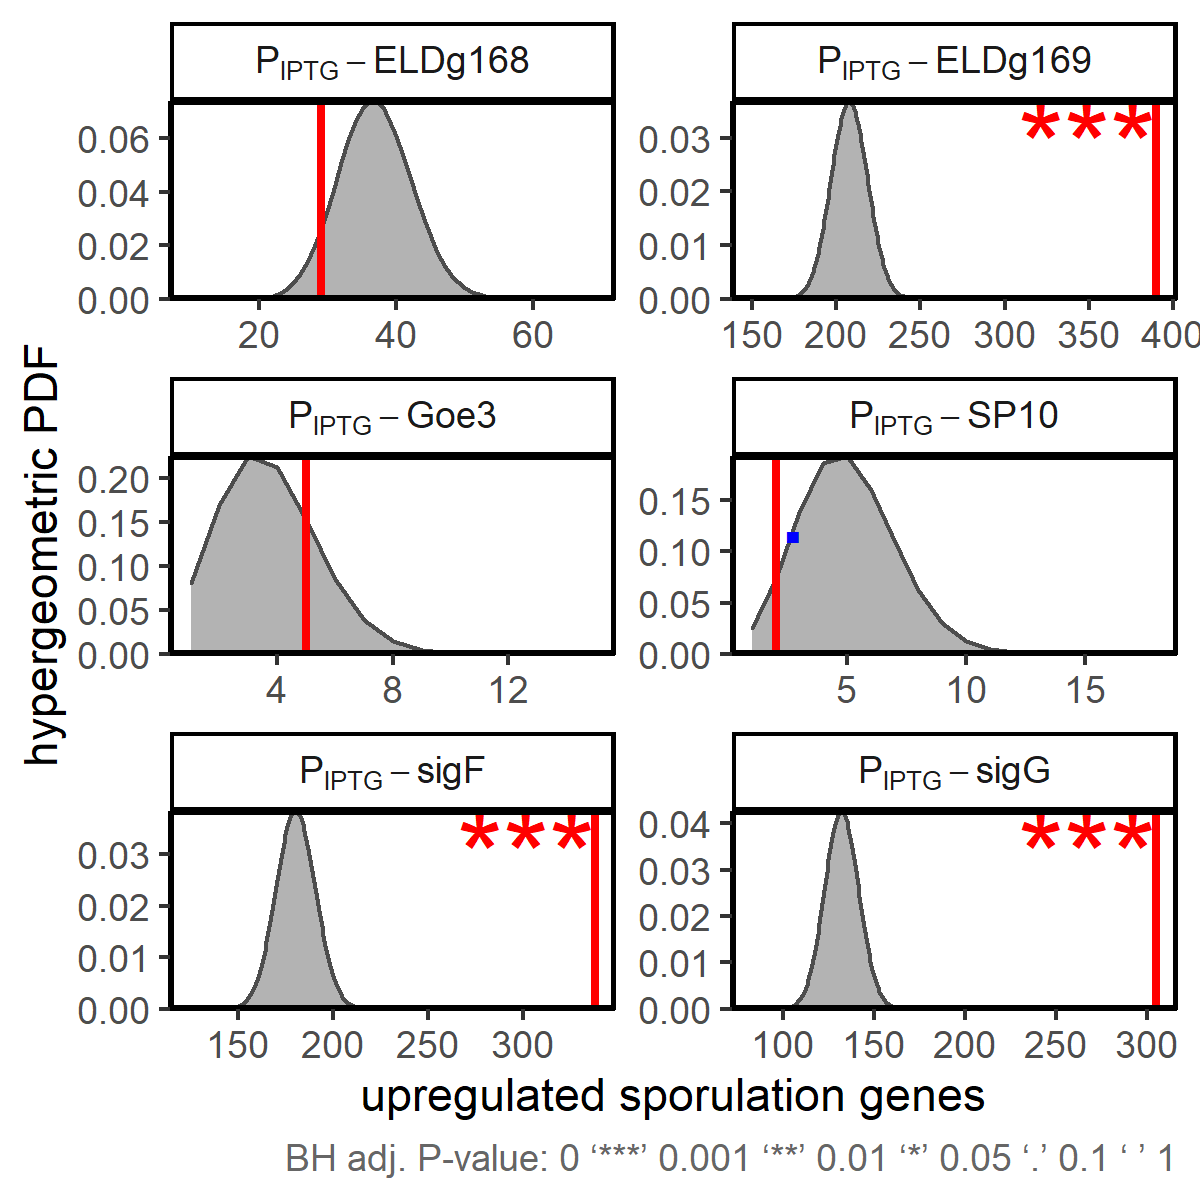 P_IPTG – ELDg168
P_IPTG – ELDg169
***
0.06
0.04
0.02
0.00
20 40 60
0.03
0.02
0.01
0.00
150 200 250 300 350 400
hypergeometric PDF
P_IPTG – Goe3
P_IPTG – SP10
0.20
0.15
0.10
0.05
0.00
4 8 12
0.15
0.10
0.05
0.00
5 10 15
P_IPTG – sigF
P_IPTG – sigG
***
***
0.03
0.02
0.01
0.00
150 200 250 300
0.04
0.03
0.02
0.01
0.00
100 150 200 250 300
upregulated sporulation genes
BH adj. P-value: 0 ‘***’ 0.001 ‘**’ 0.01 ‘*’ 0.05 ‘.’ 0.1 ‘ ’ 1